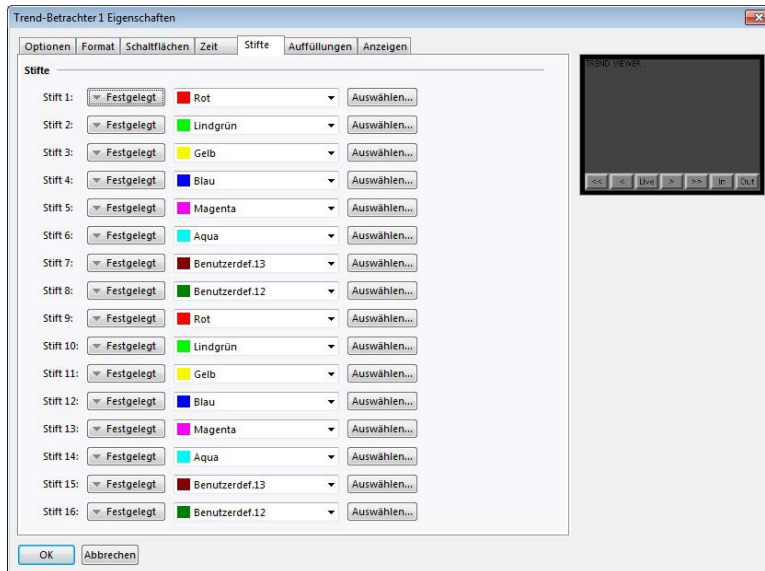 Trend-Betrachter1 Eigenschaften
Optionen Format Schaltflächen Zeit Stifte Auffüllungen Anzeigen
Stifte
Stift 1: Festgelegt Rot Auswählen...
Stift 2: Festgelegt Lindgrün Auswählen...
Stift 3: Festgelegt Gelb Auswählen...
Stift 4: Festgelegt Blau Auswählen...
Stift 5: Festgelegt Magenta Auswählen...
Stift 6: Festgelegt Aqua Auswählen...
Stift 7: Festgelegt Benutzerdef.13 Auswählen...
Stift 8: Festgelegt Benutzerdef.12 Auswählen...
Stift 9: Festgelegt Rot Auswählen...
Stift 10: Festgelegt Lindgrün Auswählen...
Stift 11: Festgelegt Gelb Auswählen...
Stift 12: Festgelegt Blau Auswählen...
Stift 13: Festgelegt Magenta Auswählen...
Stift 14: Festgelegt Aqua Auswählen...
Stift 15: Festgelegt Benutzerdef.13 Auswählen...
Stift 16: Festgelegt Benutzerdef.12 Auswählen...
OK Abbrechen
TREND VIEWER
<< < Live > >> In Out